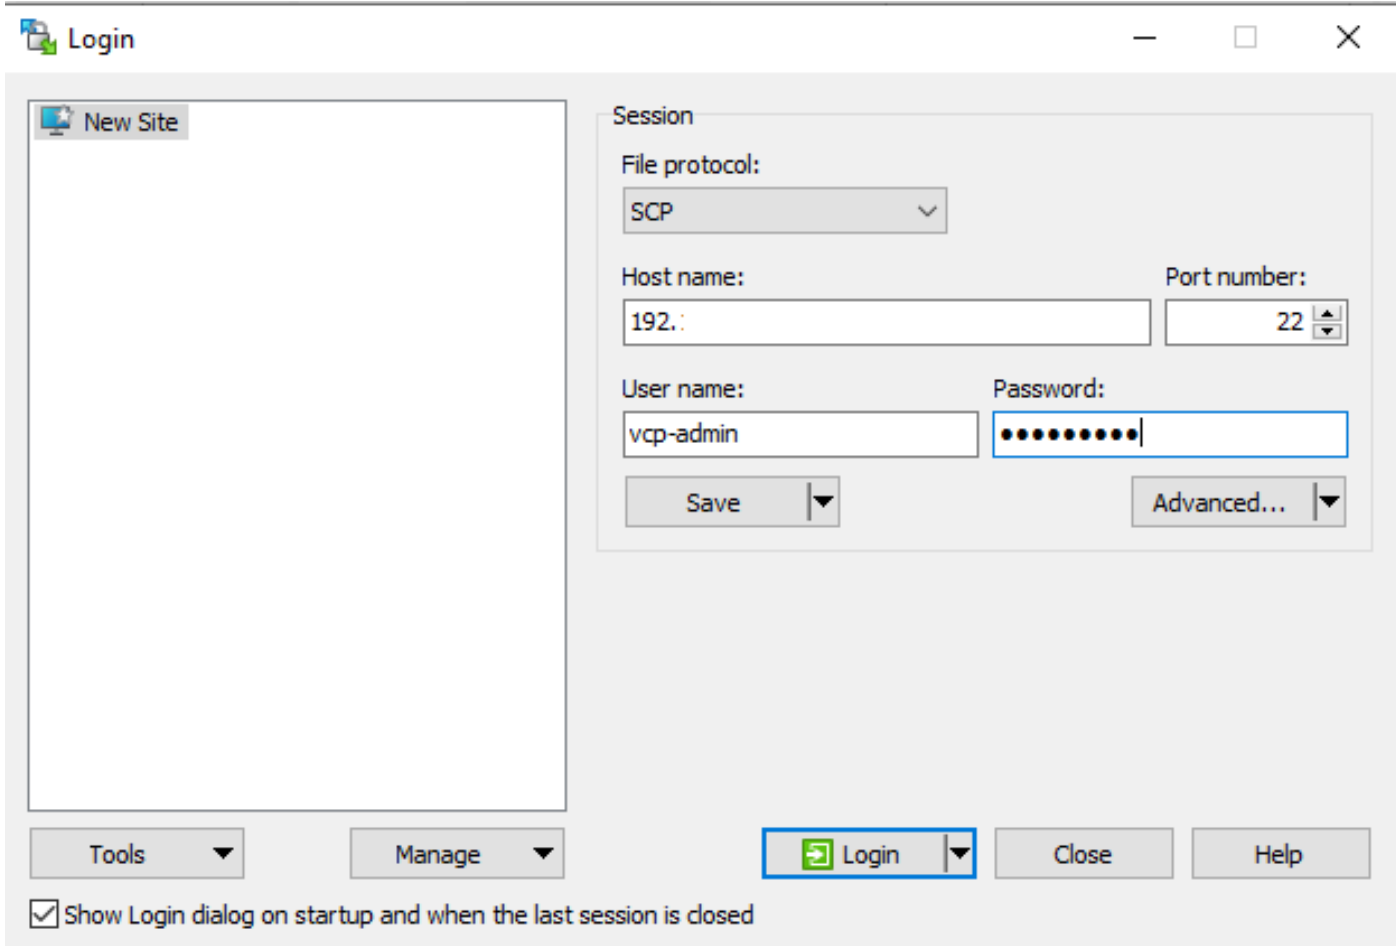 Login
New Site
Session
File protocol:
SCP
Host name:
Port number:
192.
22
User name:
Password:
vcp-admin
•••••••••
Save
Advanced...
Tools
Manage
Login
Close
Help
Show Login dialog on startup and when the last session is closed